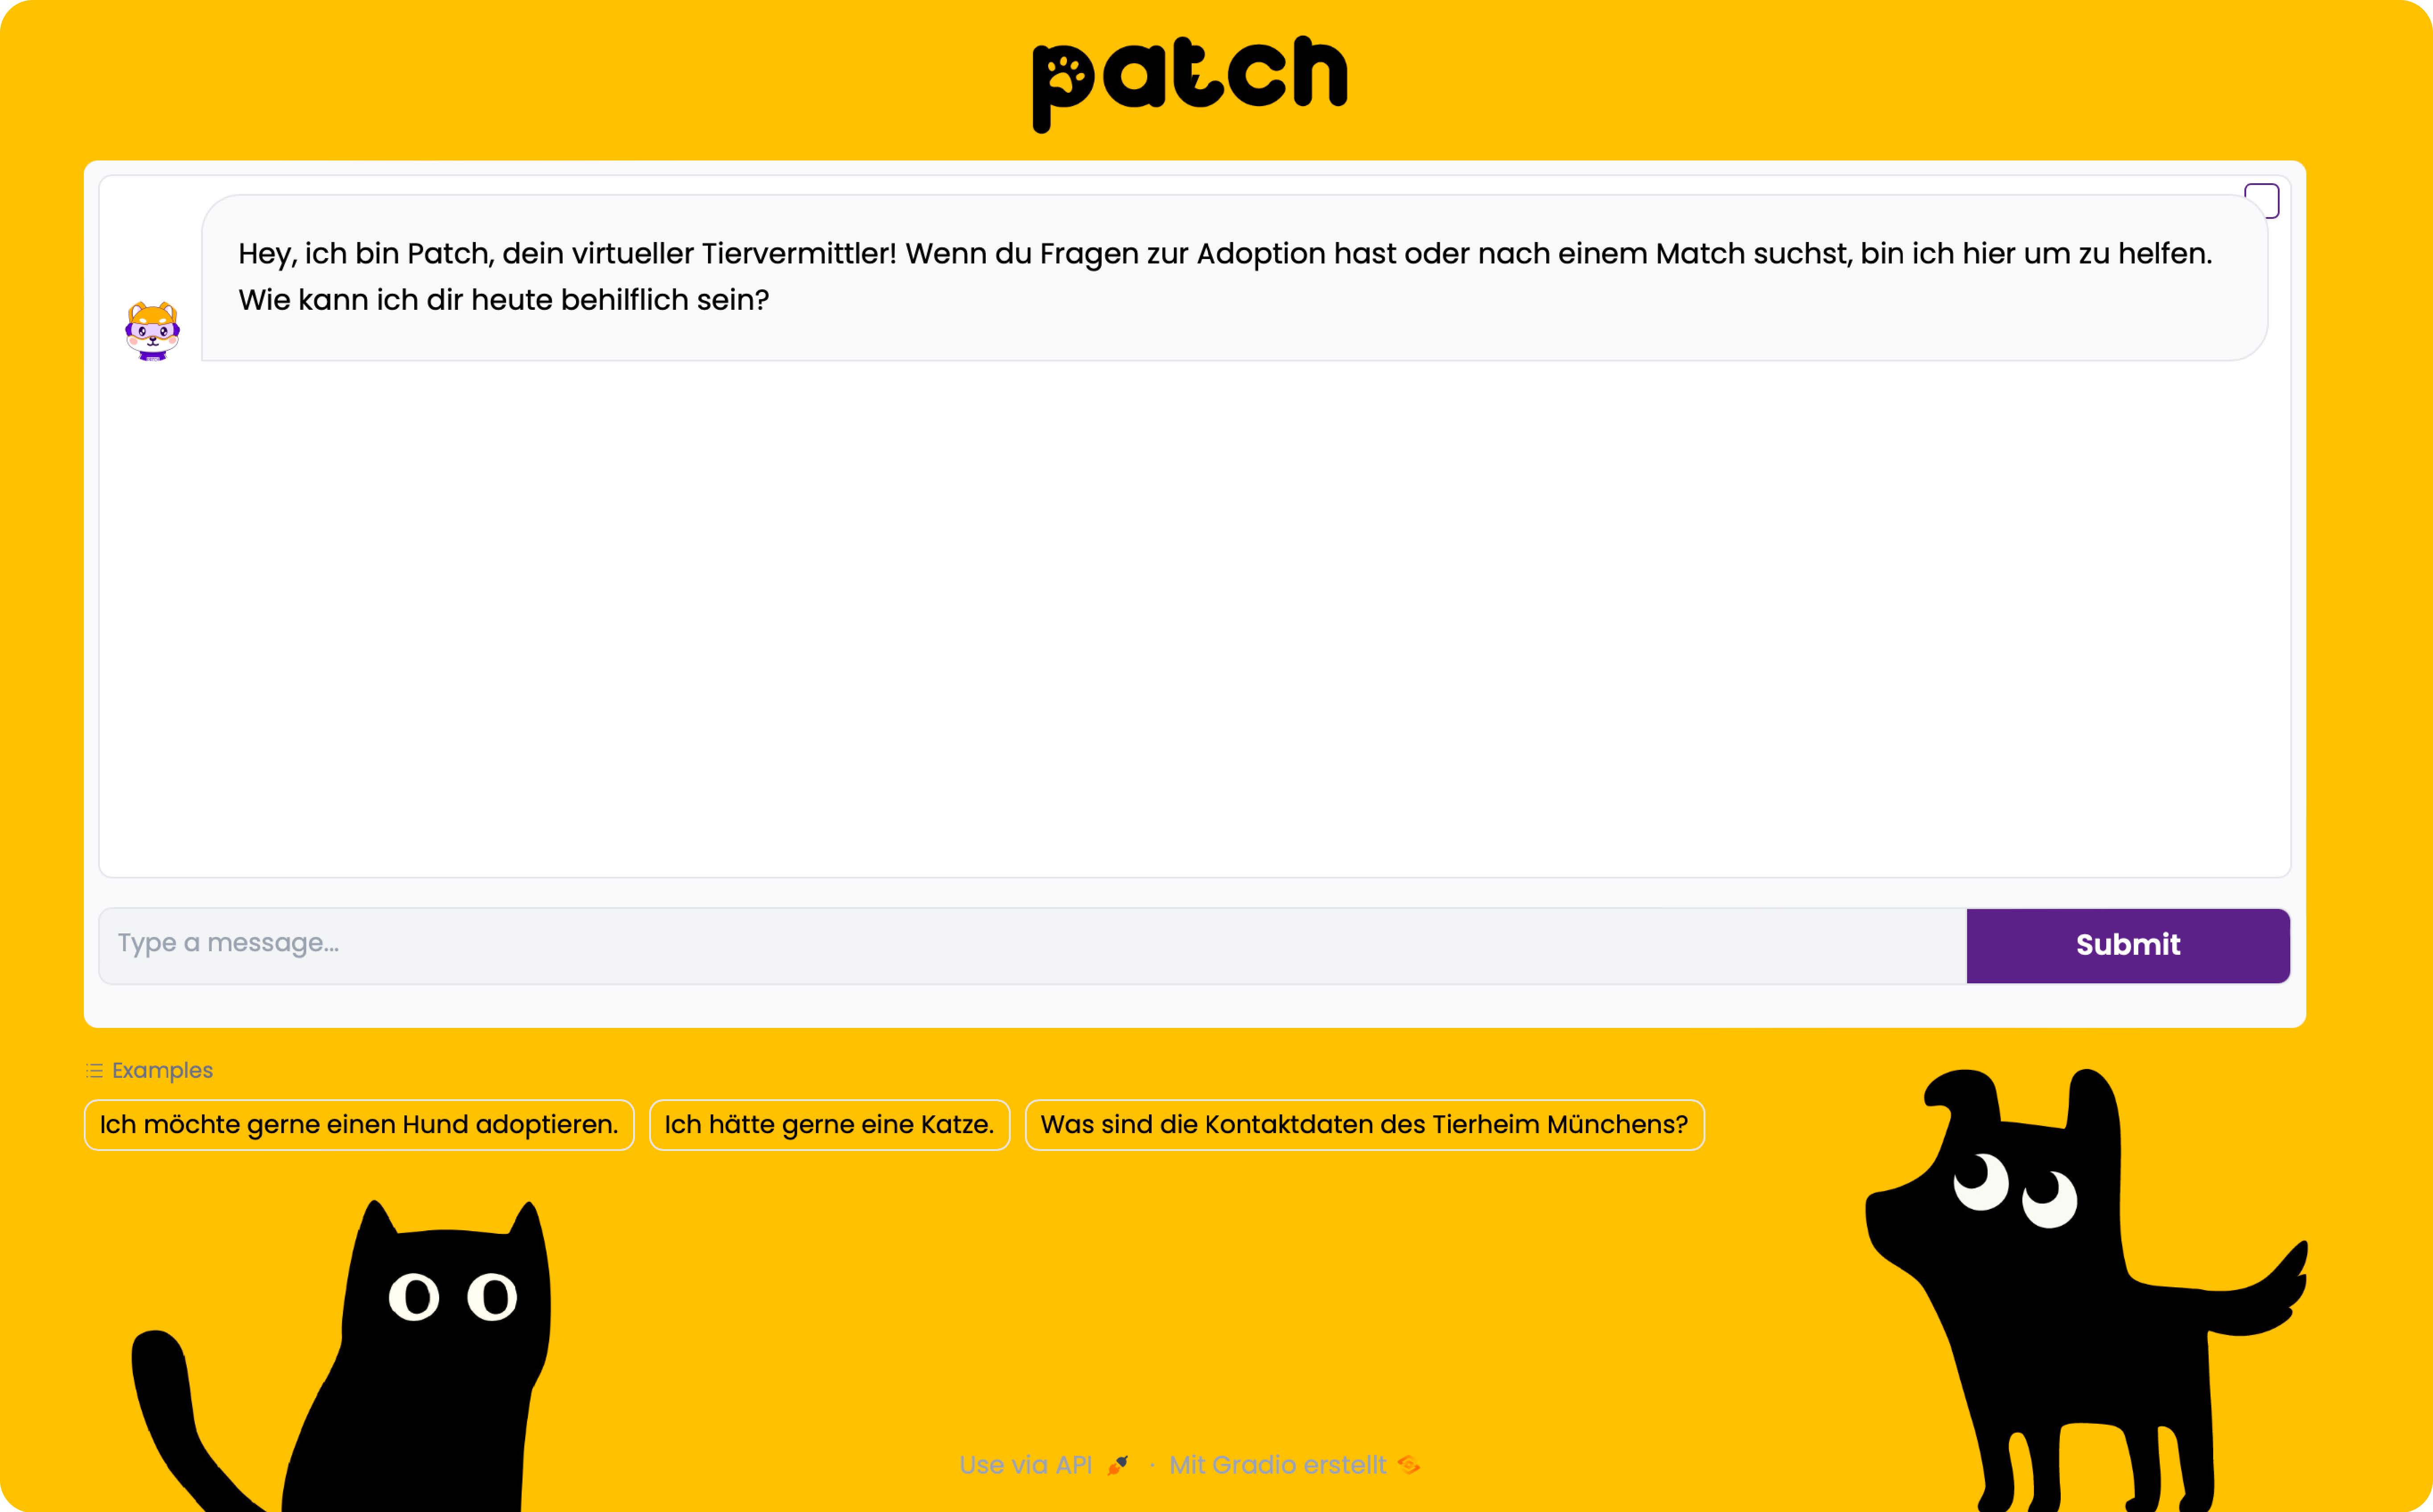 patch
Hey, ich bin Patch, dein virtueller Tiervermittler! Wenn du Fragen zur Adoption hast oder nach einem Match suchst, bin ich hier um zu helfen.
Wie kann ich dir heute behilflich sein?
Type a message...
Submit
Examples
Ich möchte gerne einen Hund adoptieren.
Ich hätte gerne eine Katze.
Was sind die Kontaktdaten des Tierheim Münchens?
Use via API · Mit Gradio erstellt